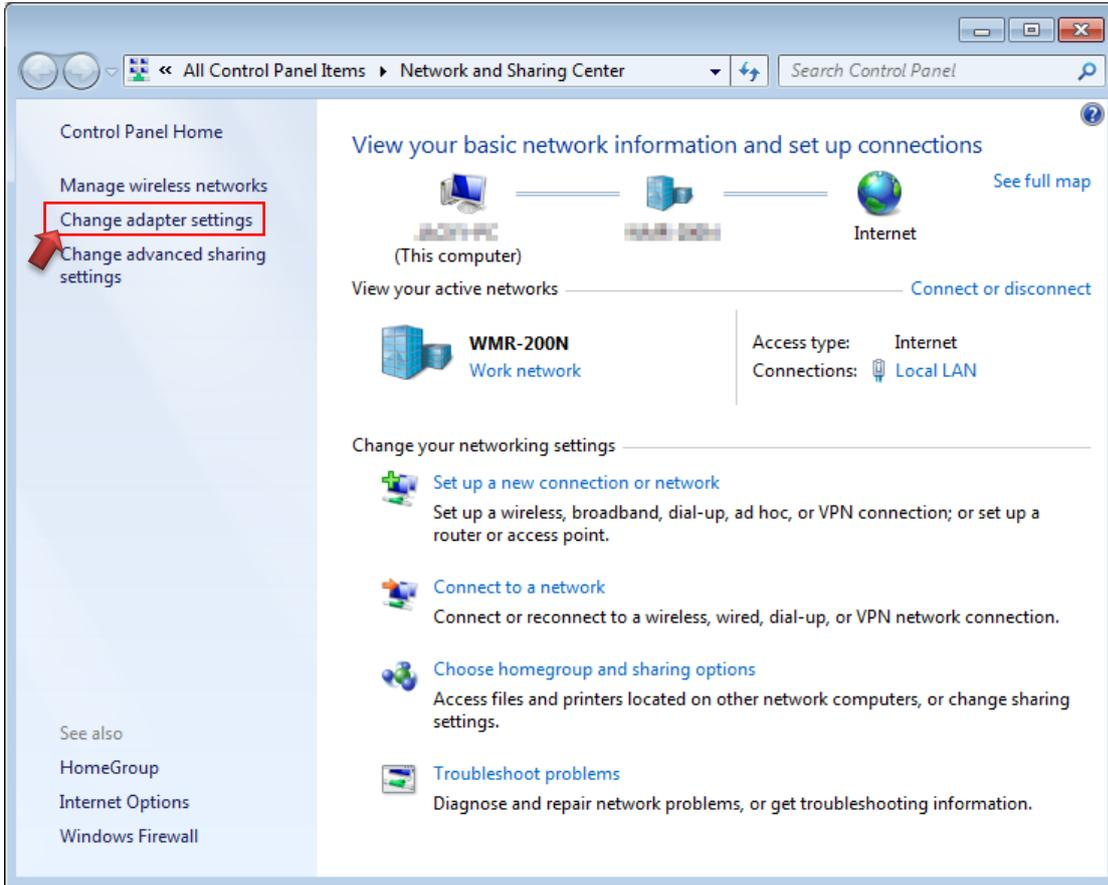 « All Control Panel Items ▸ Network and Sharing Center
Search Control Panel
Control Panel Home
Manage wireless networks
Change adapter settings
Change advanced sharing
settings
See also
HomeGroup
Internet Options
Windows Firewall
View your basic network information and set up connections
See full map
(This computer)
Internet
View your active networks
Connect or disconnect
WMR-200N
Work network
Access type: Internet
Connections: Local LAN
Change your networking settings
Set up a new connection or network
Set up a wireless, broadband, dial-up, ad hoc, or VPN connection; or set up a
router or access point.
Connect to a network
Connect or reconnect to a wireless, wired, dial-up, or VPN network connection.
Choose homegroup and sharing options
Access files and printers located on other network computers, or change sharing
settings.
Troubleshoot problems
Diagnose and repair network problems, or get troubleshooting information.